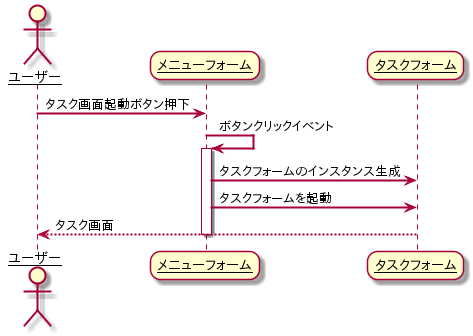 ユーザー
メニューフォーム
タスクフォーム
タスク画面起動ボタン押下
ボタンクリックイベント
タスクフォームのインスタンス生成
タスクフォームを起動
タスク画面
ユーザー
メニューフォーム
タスクフォーム